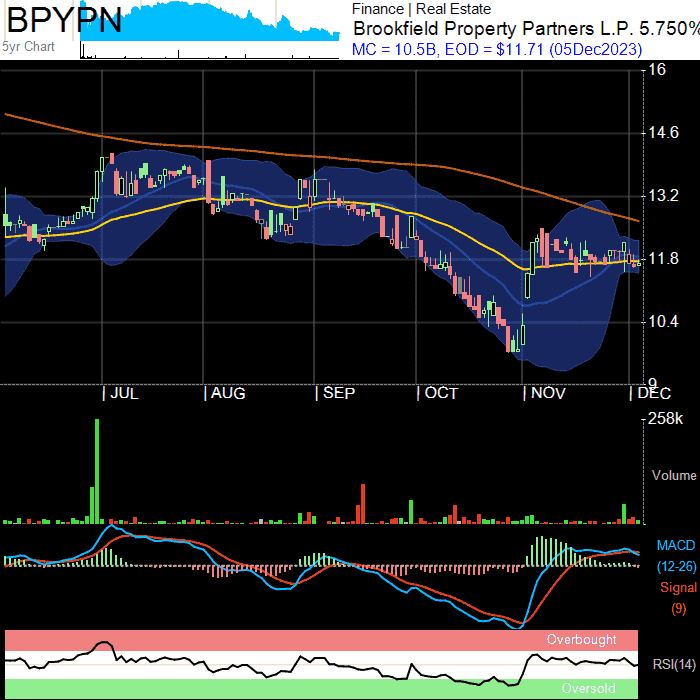 BPYPN
5yr Chart
Finance | Real Estate
Brookfield Property Partners L.P. 5.750%
MC = 10.5B, EOD = $11.71 (05Dec2023)
16
14.6
13.2
11.8
10.4
9
JUL AUG SEP OCT NOV DEC
258k
Volume
MACD
(12-26)
Signal
(9)
Overbought
RSI(14)
Oversold